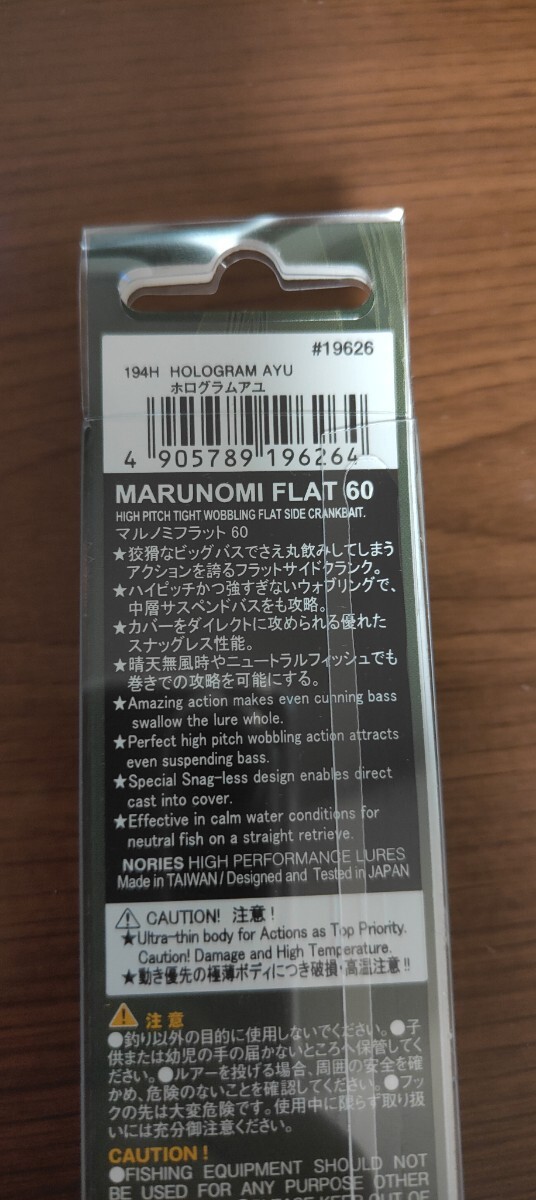 #19626
194H HOLOGRAM AYU
ホログラムアユ
4 905789 196264
MARUNOMI FLAT 60
HIGH PITCH TIGHT WOBBLING FLAT SIDE CRANKBAIT.
マルノミフラット 60
★狡猾なビッグバスでさえ丸飲みしてしまう
アクションを誇るフラットサイドクランク。
★ハイピッチかつ強すぎないウォブリングで、
中層サスペンドバスをも攻略。
★カバーをダイレクトに攻められる優れた
スナッグレス性能。
★晴天無風時やニュートラルフィッシュでも
巻きでの攻略を可能にする。
★Amazing action makes even cunning bass
swallow the lure whole.
★Perfect high pitch wobbling action attracts
even suspending bass.
★Special Snag-less design enables direct
cast into cover.
★Effective in calm water conditions for
neutral fish on a straight retrieve.
NORIES HIGH PERFORMANCE LURES
Made in TAIWAN / Designed and Tested in JAPAN
CAUTION! 注意!
★Ultra-thin body for Actions as Top Priority.
Caution! Damage and High Temperature.
★動き優先の極薄ボディにつき破損・高温注意!!
注意
●釣り以外の目的に使用しないでください。●子
供または幼児の手の届かないところへ保管してく
ださい。●ルアーを投げる場合、周囲の安全を確
かめ、危険のないことを確認してください。●フッ
クの先は大変危険です。使用中に限らず取り扱
いには充分御注意ください。
CAUTION!
●FISHING EQUIPMENT SHOULD NOT
BE USED FOR ANY PURPOSE OTHER